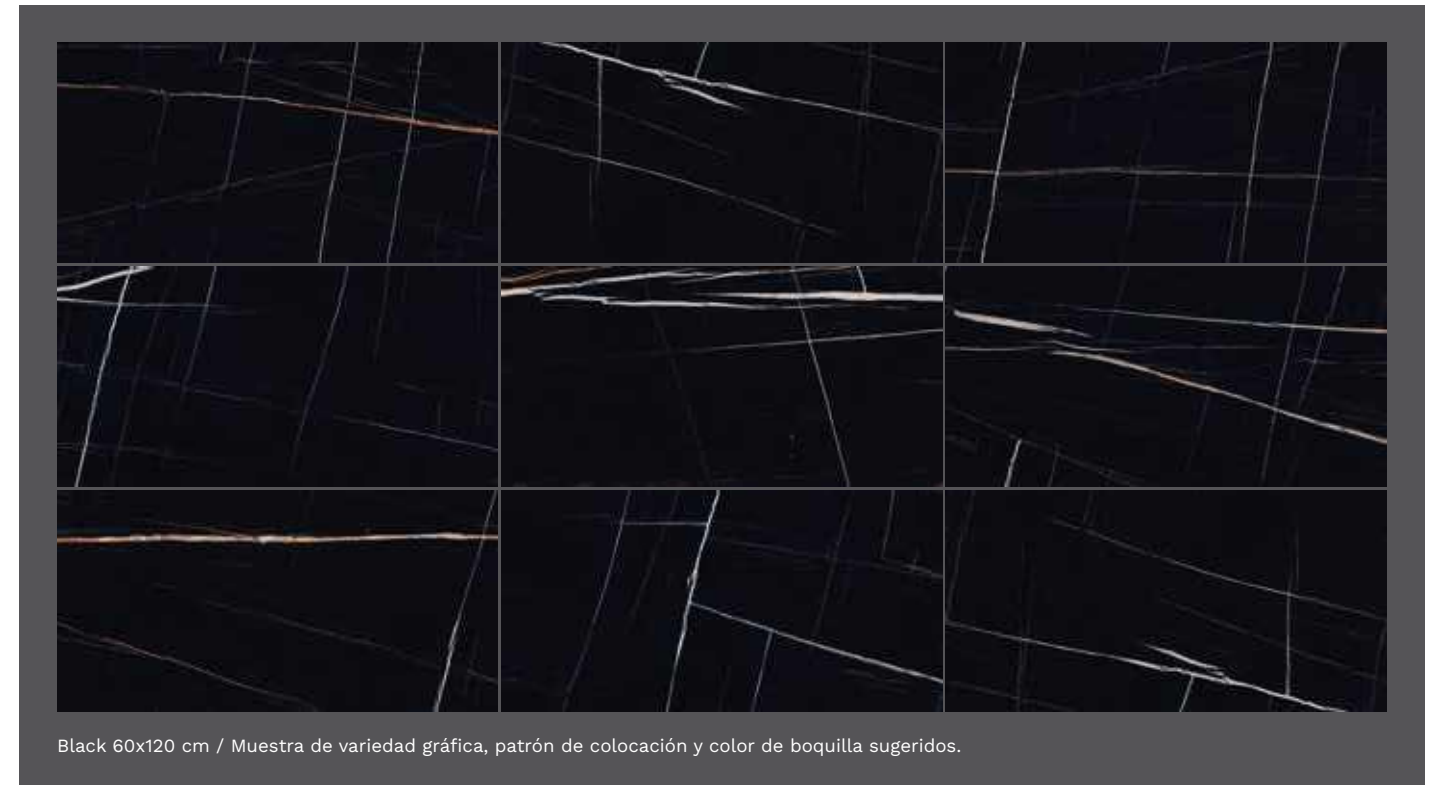 Black 60x120 cm / Muestra de variedad gráfica, patrón de colocación y color de boquilla sugeridos.